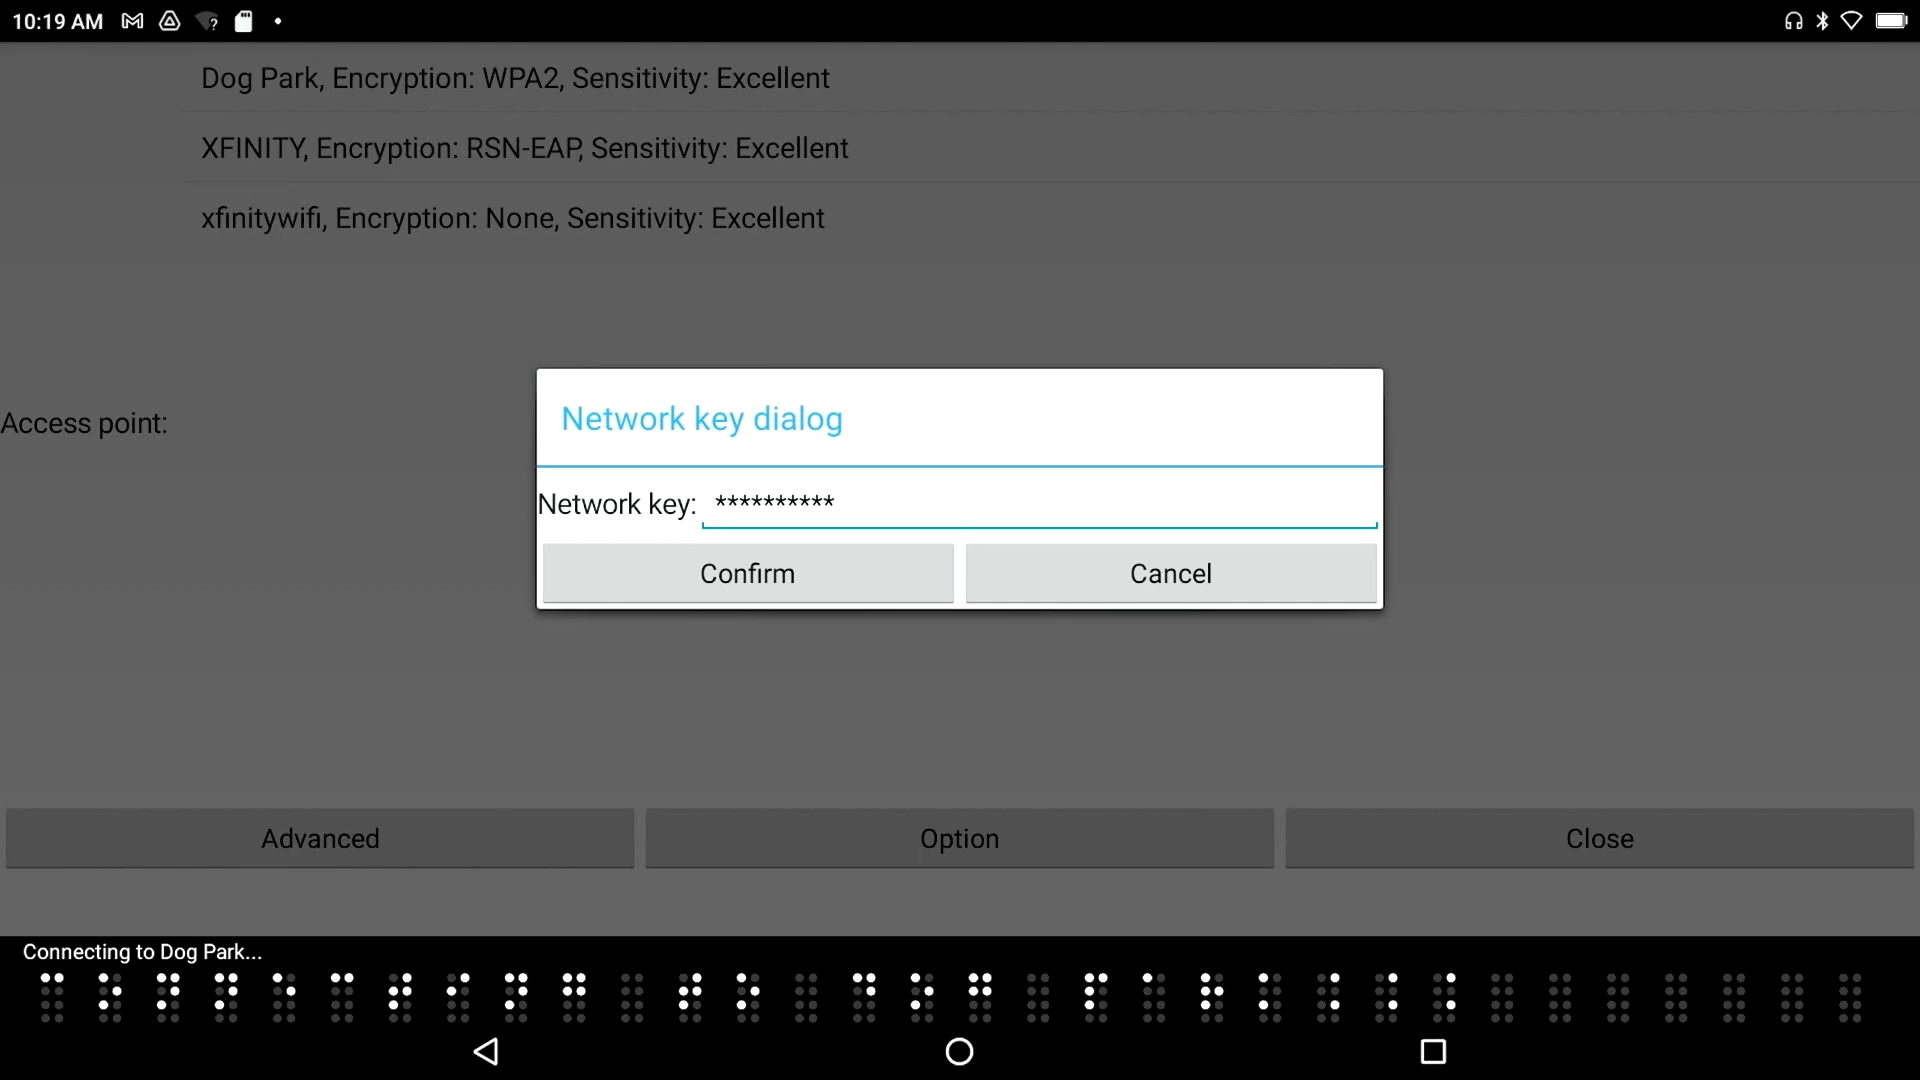 10:19 AM
Dog Park, Encryption: WPA2, Sensitivity: Excellent
XFINITY, Encryption: RSN-EAP, Sensitivity: Excellent
xfinitywifi, Encryption: None, Sensitivity: Excellent
Access point:
Network key dialog
Network key: **********
Confirm Cancel
Advanced Option Close
Connecting to Dog Park...